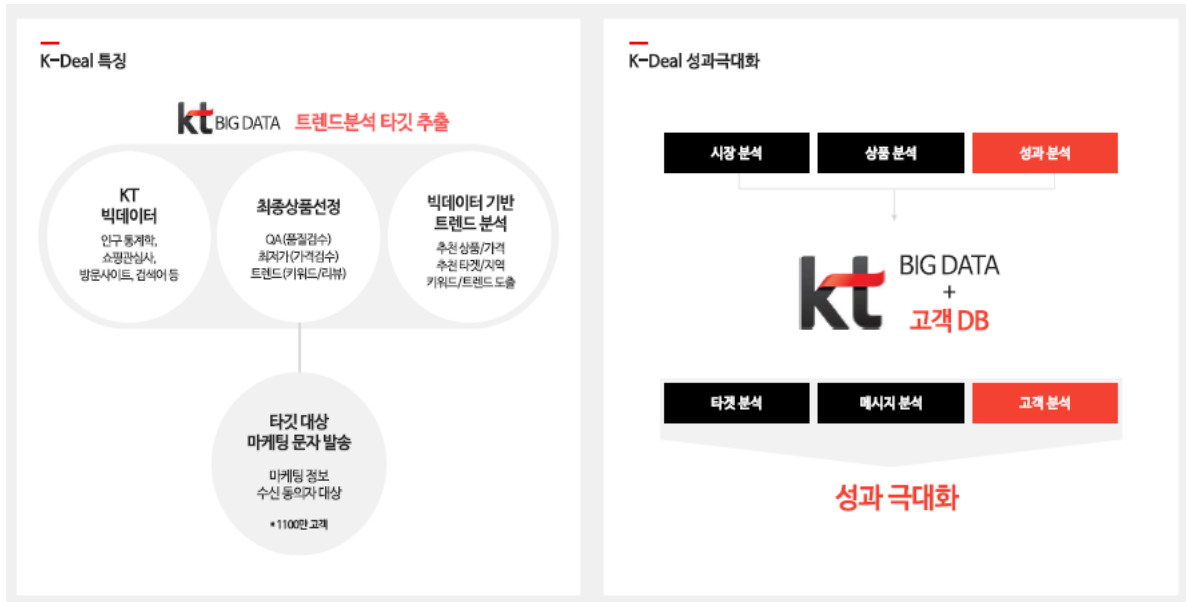 K-Deal 특징
kt BIG DATA 트렌드분석 타깃 추출
KT
빅데이터
인구 통계학,
쇼핑관심사,
방문사이트, 검색어 등
최종상품선정
QA(품질검수)
최저가(가격검수)
트렌드(키워드/리뷰)
빅데이터 기반
트렌드 분석
추천 상품/가격
추천 타겟/지역
키워드/트렌드 도출
타깃 대상
마케팅 문자 발송
마케팅 정보
수신 동의자 대상
*1100만 고객
K-Deal 성과극대화
시장 분석
상품 분석
성과 분석
kt BIG DATA
+
고객 DB
타겟 분석
메시지 분석
고객 분석
성과 극대화